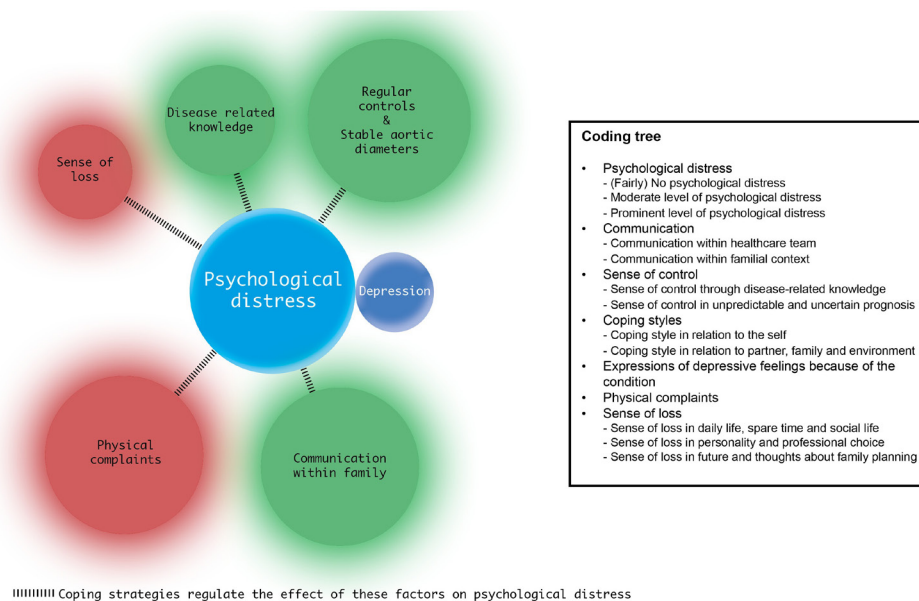 Regular
controls
&
Stable aortic
diameters
Disease related
knowledge
Sense of
loss
Psychological
distress
Depression
Physical
complaints
Communication
within family
Coding tree
• Psychological distress
- (Fairly) No psychological distress
- Moderate level of psychological distress
- Prominent level of psychological distress
• Communication
- Communication within healthcare team
- Communication within familial context
• Sense of control
- Sense of control through disease-related knowledge
- Sense of control in unpredictable and uncertain prognosis
• Coping styles
- Coping style in relation to the self
- Coping style in relation to partner, family and environment
• Expressions of depressive feelings because of the
condition
• Physical complaints
• Sense of loss
- Sense of loss in daily life, spare time and social life
- Sense of loss in personality and professional choice
- Sense of loss in future and thoughts about family planning
Coping strategies regulate the effect of these factors on psychological distress